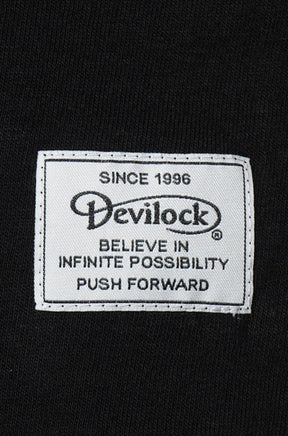 SINCE 1996
Devilock®
BELIEVE IN
INFINITE POSSIBILITY
PUSH FORWARD